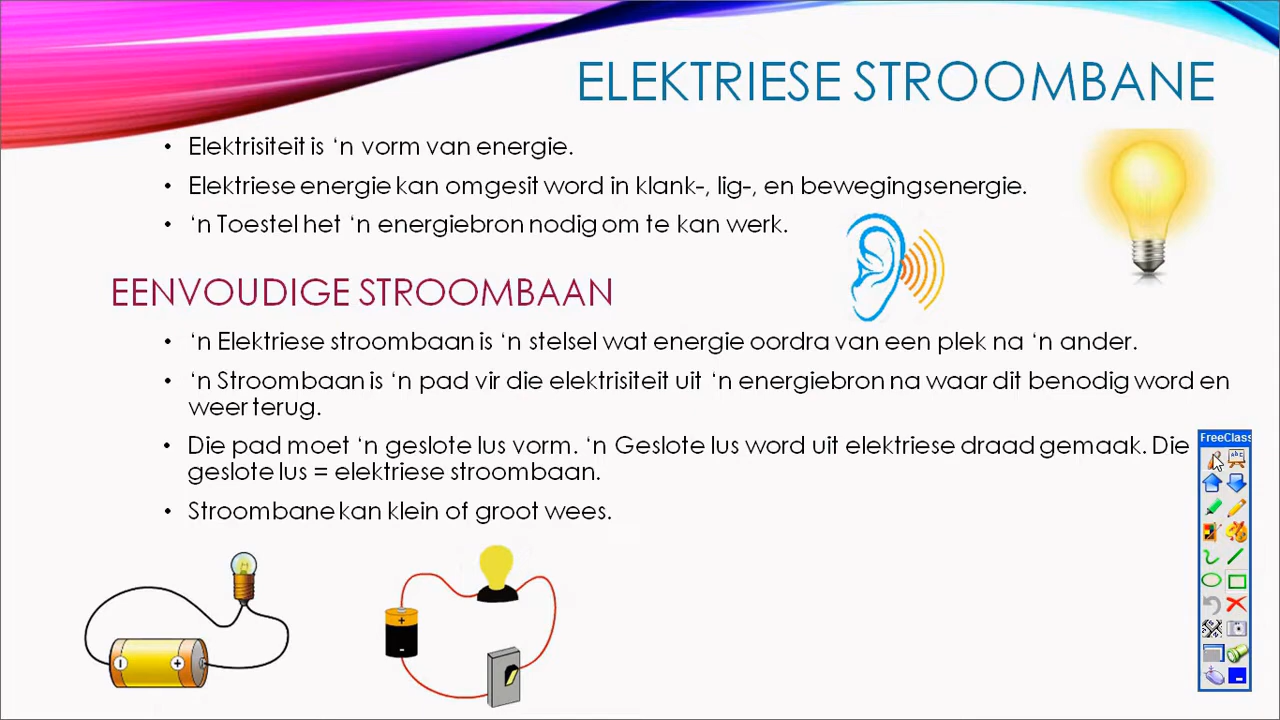 ELEKTRIESE STROOMBANE
• Elektrisiteit is ‘n vorm van energie.
• Elektriese energie kan omgesit word in klank-, lig-, en bewegingsenergie.
• ‘n Toestel het ‘n energiebron nodig om te kan werk.
EENVOUDIGE STROOMBAAN
• ‘n Elektriese stroombaan is ‘n stelsel wat energie oordra van een plek na ‘n ander.
• ‘n Stroombaan is ‘n pad vir die elektrisiteit uit ‘n energiebron na waar dit benodig word en
weer terug.
• Die pad moet ‘n geslote lus vorm. ‘n Geslote lus word uit elektriese draad gemaak. Die
geslote lus = elektriese stroombaan.
• Stroombane kan klein of groot wees.
FreeClass